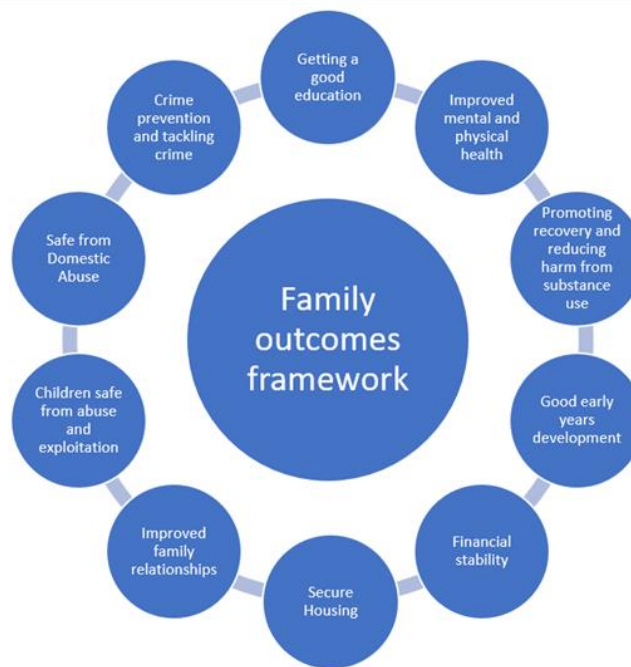 Getting a
good
education
Improved
mental and
physical
health
Promoting
recovery and
reducing
harm from
substance
use
Good early
years
development
Financial
stability
Secure
Housing
Improved
family
relationships
Children safe
from abuse
and
exploitation
Safe from
Domestic
Abuse
Crime
prevention
and tackling
crime
Family
outcomes
framework